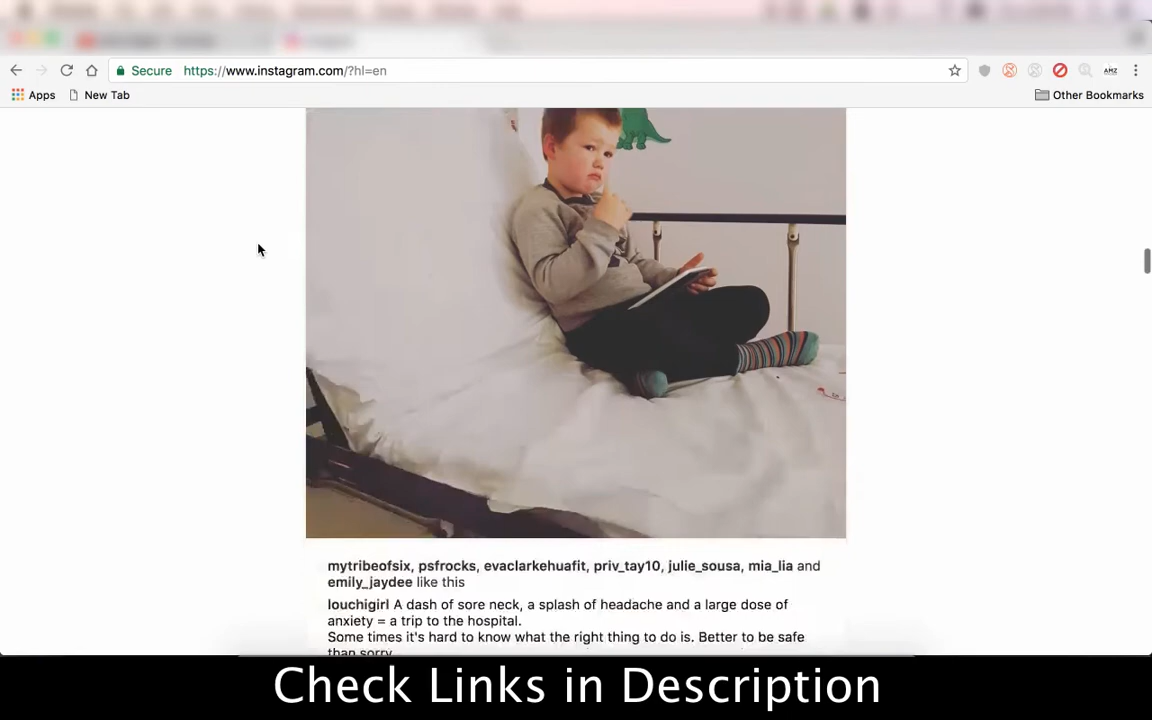 Secure https://www.instagram.com/?hl=en
AMZ
Apps New Tab Other Bookmarks
mytribeofsix, psfrocks, evaclarkehuafit, priv_tay10, julie_sousa, mia_lia and
emily_jaydee like this
louchigirl A dash of sore neck, a splash of headache and a large dose of
anxiety = a trip to the hospital.
Some times it's hard to know what the right thing to do is. Better to be safe
than sorry
Check Links in Description